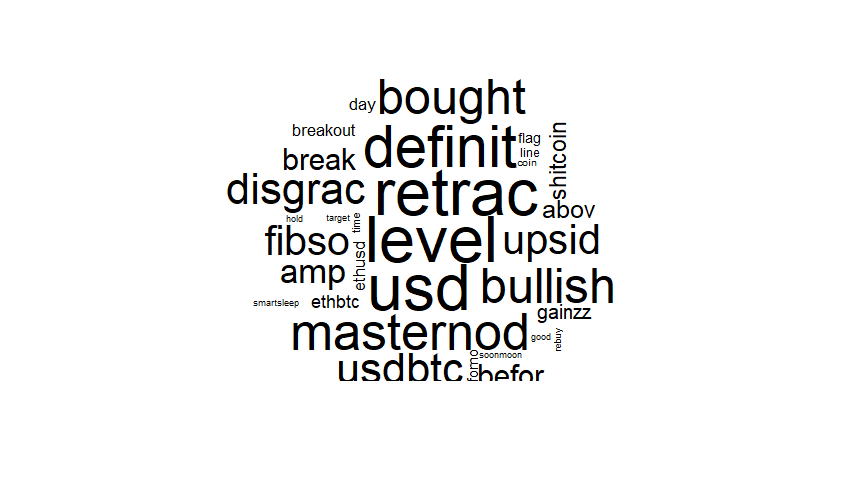 day bought
breakout
definit flag
line
coin
shitcoin
break
disgrac retrac
abov
hold target time
fibso level upsid
amp ethusd
usd bullish
smartsleep ethbtc
gainzz
masternod good rebuy
soonmoon
usdbtc fomo befor